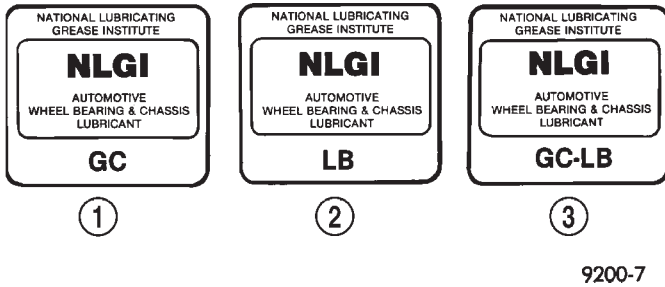 NATIONAL LUBRICATING
GREASE INSTITUTE
NLGI
AUTOMOTIVE
WHEEL BEARING & CHASSIS
LUBRICANT
GC
1
NATIONAL LUBRICATING
GREASE INSTITUTE
NLGI
AUTOMOTIVE
WHEEL BEARING & CHASSIS
LUBRICANT
LB
2
NATIONAL LUBRICATING
GREASE INSTITUTE
NLGI
AUTOMOTIVE
WHEEL BEARING & CHASSIS
LUBRICANT
GC-LB
3
9200-7